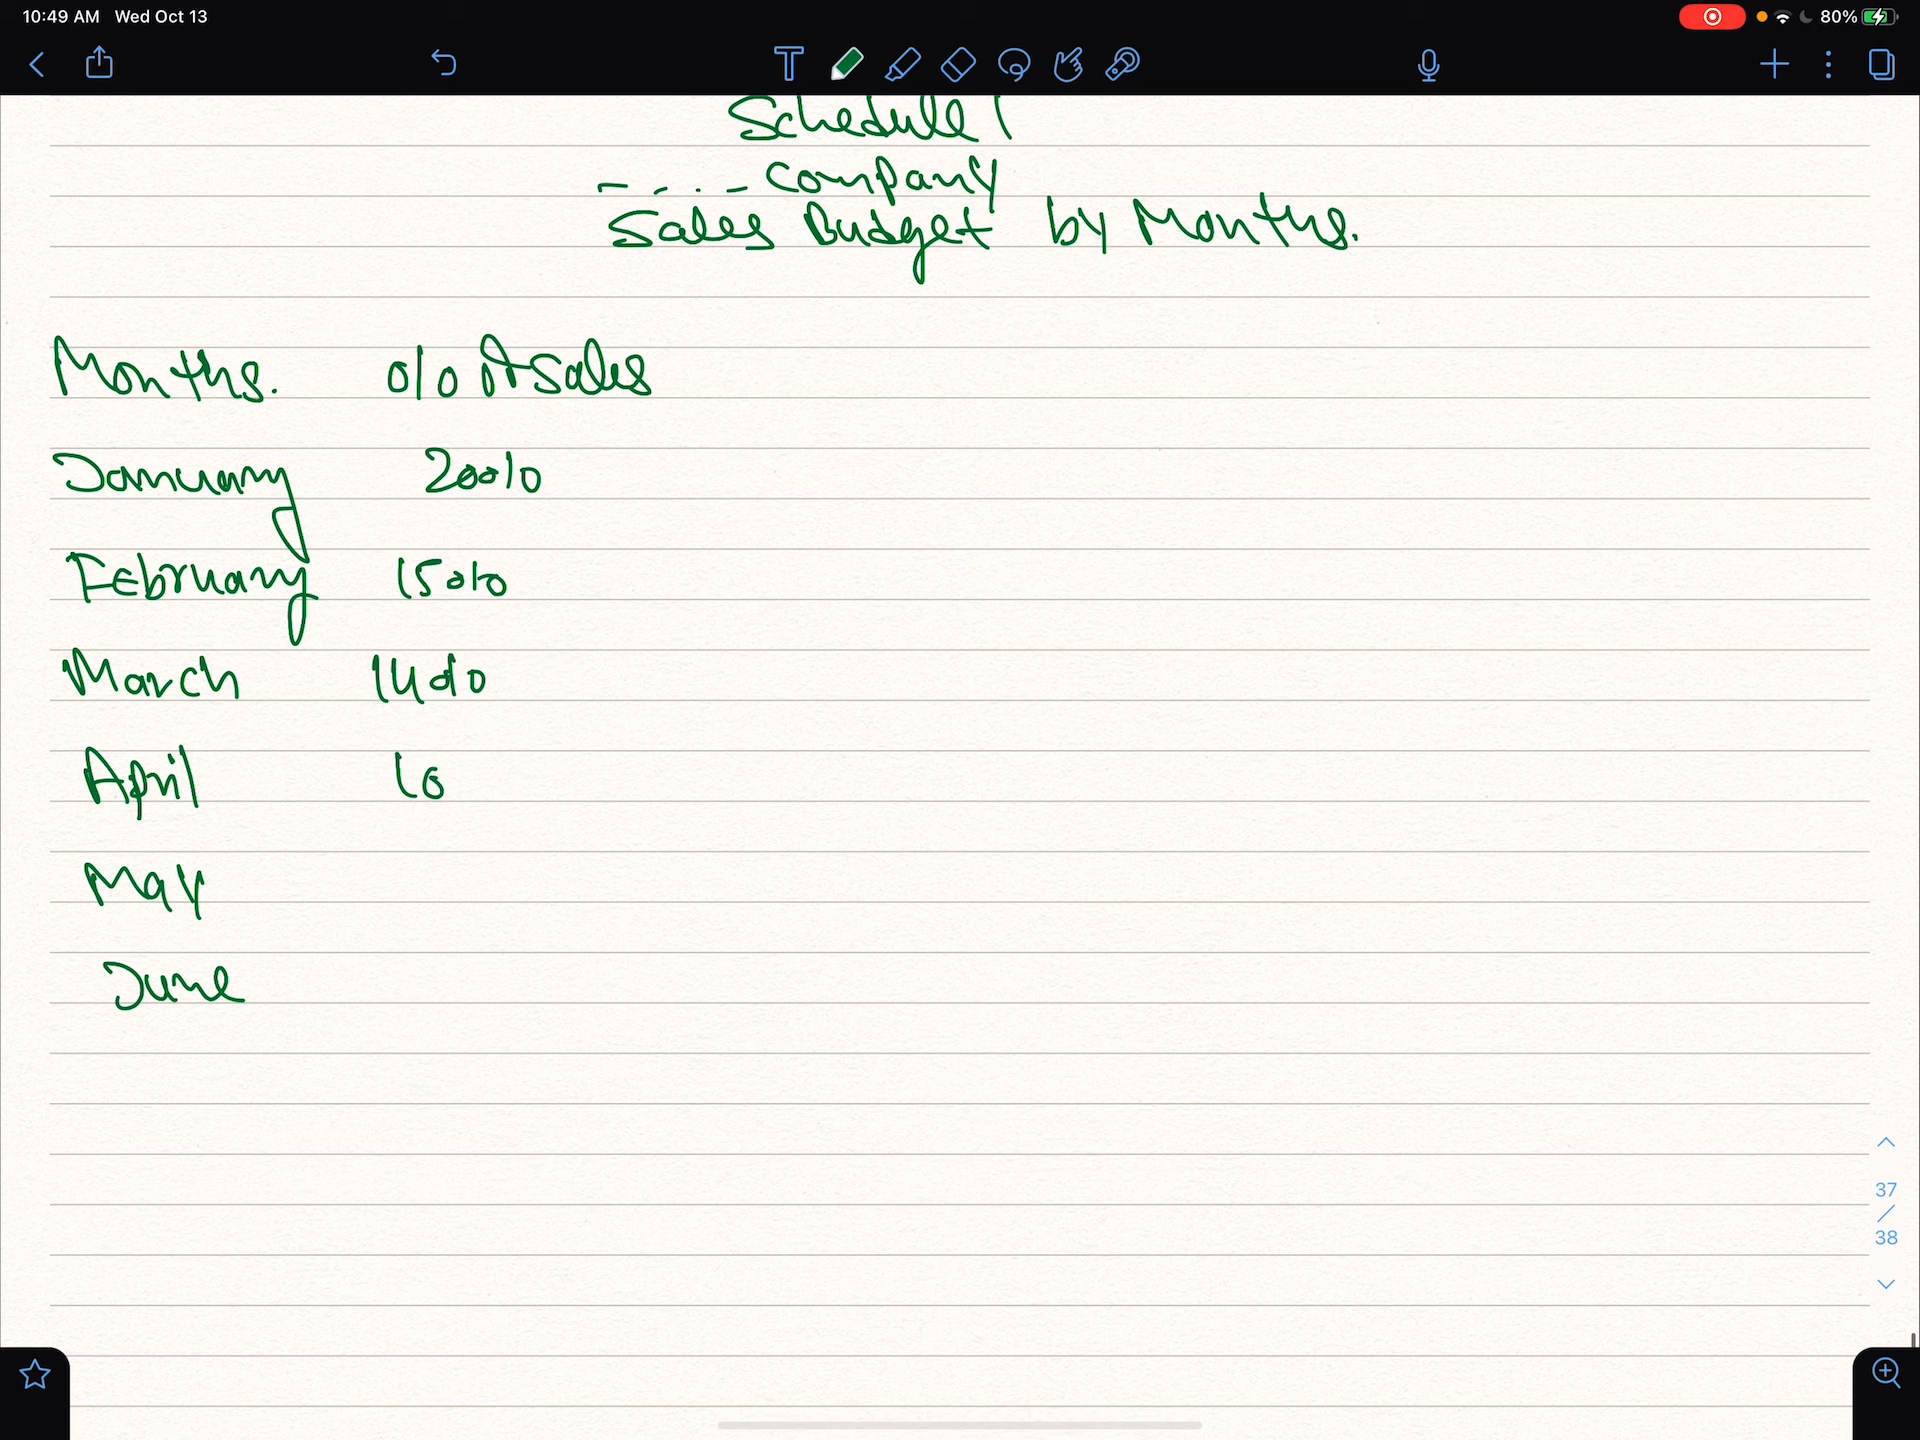 10:49 AM Wed Oct 13
80%
Schedule 1
- . . . - Company
Sales Budget by Months.
Months. % of Sales
January 20%
February 15%
March 14%
April 10
May
June
37
/
38